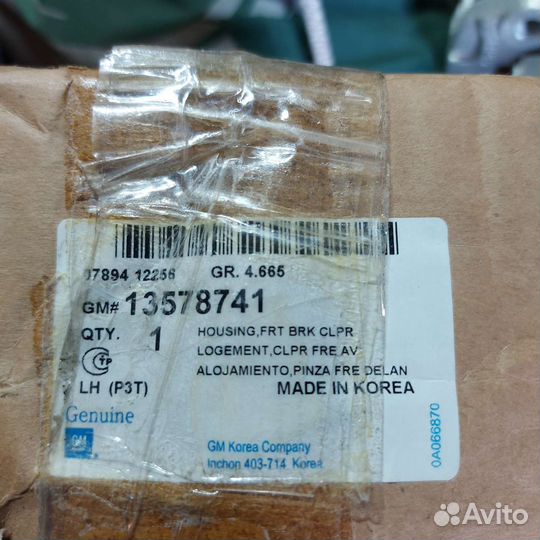 07894 12256 GR. 4.665
GM# 13578741
QTY. 1 HOUSING,FRT BRK CLPR
LOGEMENT,CLPR FRE,AV
ALOJAMIENTO,PINZA FRE DELAN
LH (P3T) MADE IN KOREA
Genuine
GM
GM Korea Company
Inchon 403-714 Korea
0A066870
Avito